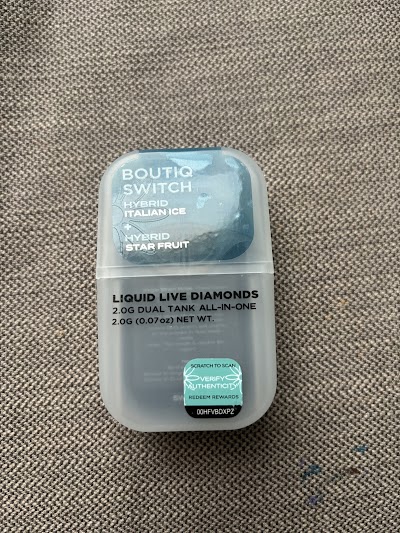 BOUTIQ
SWITCH
HYBRID
ITALIAN ICE
+
HYBRID
STAR FRUIT
LIQUID LIVE DIAMONDS
2.0G DUAL TANK ALL-IN-ONE
2.0G (0.07oz) NET WT.
SCRATCH TO SCAN
VERIFY
AUTHENTICITY
REDEEM REWARDS
00HFVBDXPZ